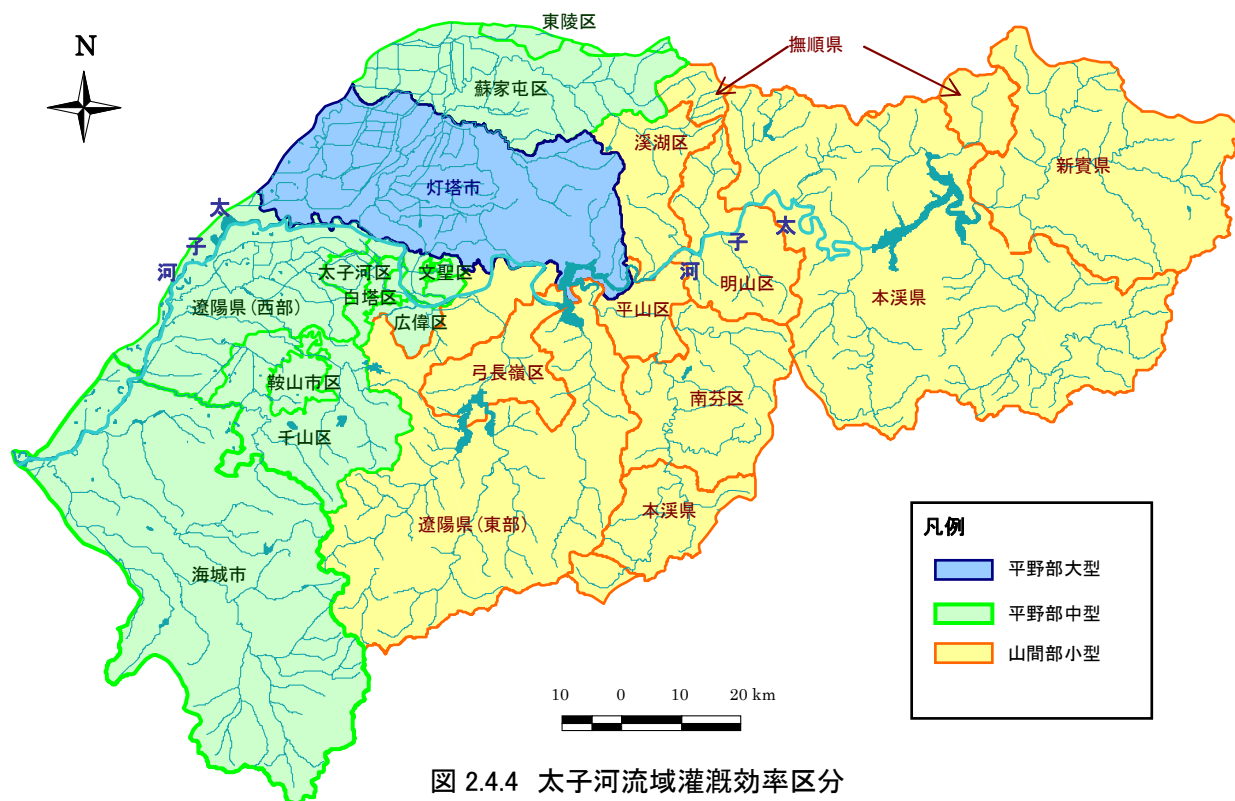 東陵区
N
撫順県
蘇家屯区
溪湖区
新賓県
灯塔市
太
子
河
太
子
河
太子河区
文聖区
白塔区
明山区
本溪県
遼陽県(西部)
広偉区
平山区
鞍山市区
弓長嶺区
南芬区
千山区
本溪県
遼陽県(東部)
海城市
凡例
平野部大型
平野部中型
山間部小型
10 0 10 20 km
図 2.4.4 太子河流域灌漑効率区分